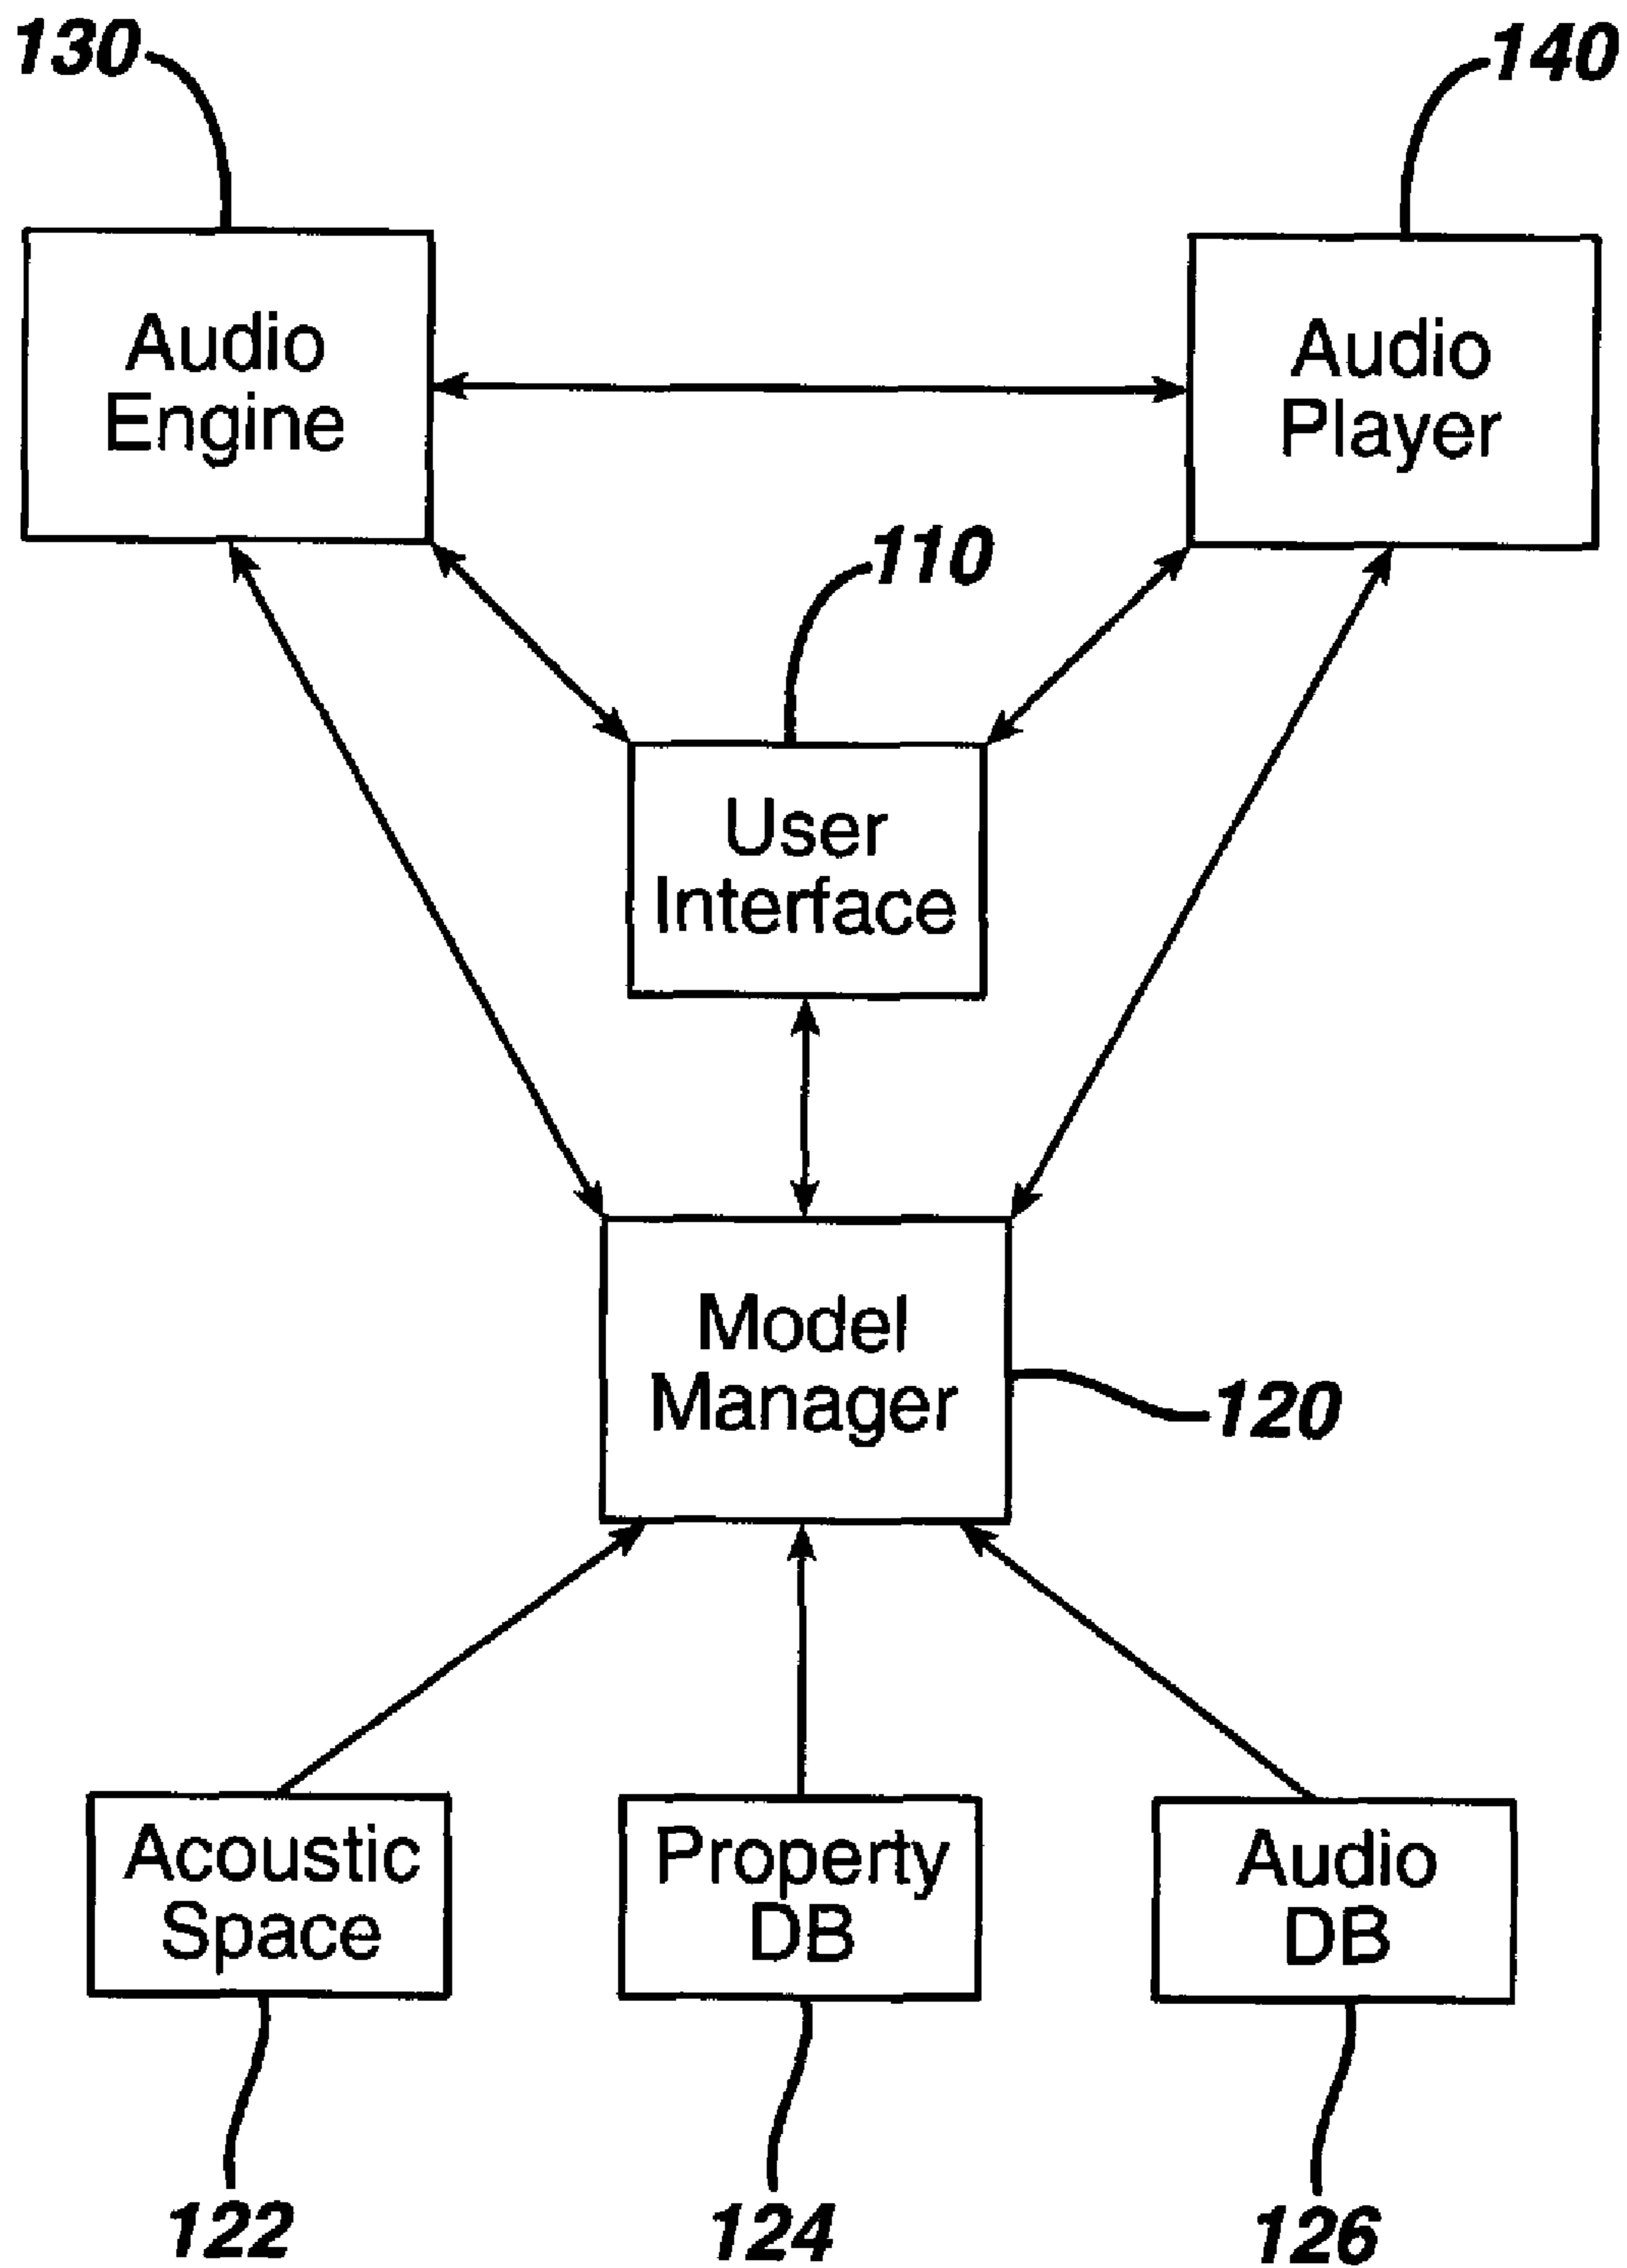 130
140
Audio
Engine
Audio
Player
110
User
Interface
Model
Manager
120
Acoustic
Space
Property
DB
Audio
DB
122
124
126